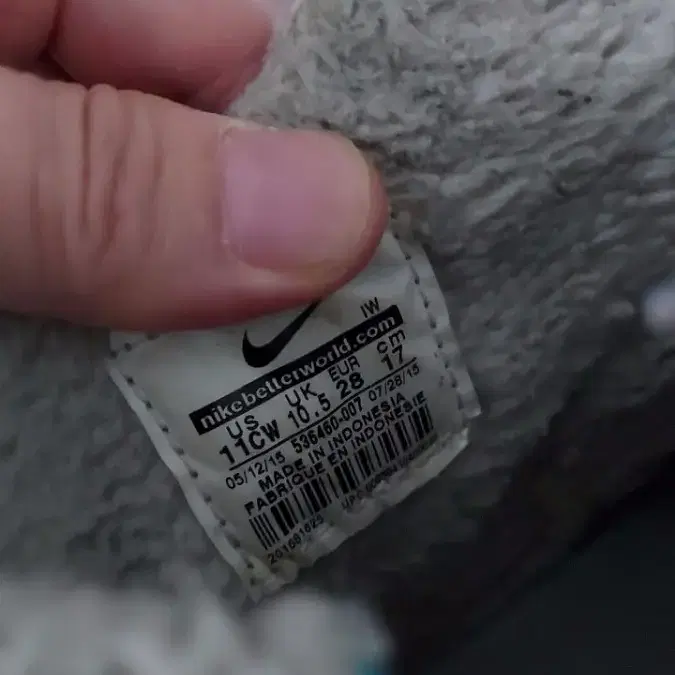 IW
nikebetterworld.com
US UK EUR cm
11CW 10.5 28 17
05/12/15 536460-007 07/28/15
MADE IN INDONESIA
FABRIQUE EN INDONESIE